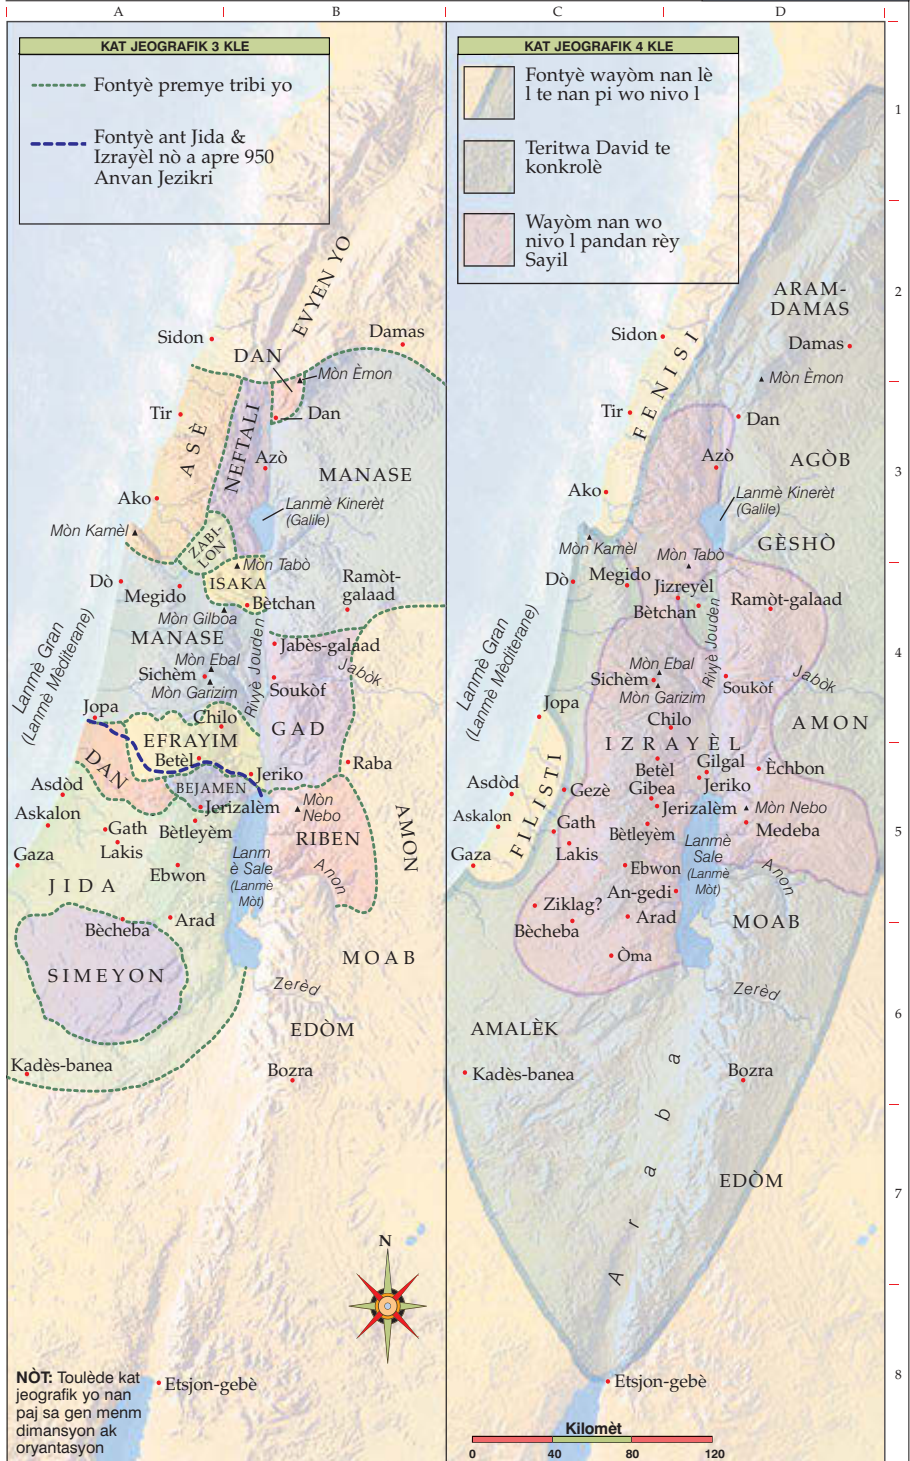 A
B
C
D
KAT JEOGRAFIK 3 KLE
Fontyè premye tribi yo
Fontyè ant Jida &
Izrayèl nò a apre 950
Anvan Jezikri
EVYEN YO
Sidon
Damas
DAN
Mòn Èmon
Tir
Dan
ASÈ
NEFTALI
Azò
MANASE
Ako
Lanmè Kinerèt
(Galile)
Mòn Kamèl
ZABI-
LON
Mòn Tabò
ISAKA
Dò
Megido
Ramòt-
galaad
Bètchan
Mòn Gilboa
MANASE
Jabès-galaad
Lanmè Gran
(Lanmè Mèditerane)
Mòn Ebal
Sichèm
Mòn Garizim
Rivyè Jouden
Jabòk
Soukòf
Jopa
Chilo
GAD
EFRAYIM
Betèl
DAN
Jeriko
Raba
BEJAMEN
Asdòd
Jerizalèm
Mòn
Nebo
Askalon
Gath
Bètleyèm
RIBEN
AMON
Lakis
Gaza
Ebwon
Lanm
è Sale
(Lanmè
Mòt)
Anon
JIDA
Bècheba
Arad
SIMEYON
MOAB
Zerèd
EDÒM
Kadès-banea
Bozra
N
NÒT: Toulède kat
jeografik yo nan
paj sa gen menm
dimansyon ak
oryantasyon
Etsjon-gebè
KAT JEOGRAFIK 4 KLE
Fontyè wayòm nan lè
l te nan pi wo nivo l
Teritwa David te
konkrolè
Wayòm nan wo
nivo l pandan rèy
Sayil
ARAM-
DAMAS
Sidon
Damas
FENISI
Mòn Èmon
Tir
Dan
Azò
AGÒB
Ako
Lanmè Kinerèt
(Galile)
Mòn Kamèl
GÈSHÒ
Mòn Tabò
Dò
Megido
Jizreyèl
Bètchan
Ramòt-galaad
Lanmè Gran
(Lanmè Mèditerane)
Rivyè Jouden
Mòn Ebal
Sichèm
Mòn Garizim
Soukòf
Jabòk
Jopa
Chilo
AMON
IZRAYÈL
Betèl
Gilgal
Èchbon
Asdòd
Gezè
Gibea
Jeriko
Jerizalèm
Mòn Nebo
Askalon
FILISTI
Gath
Bètleyèm
Medeba
Gaza
Lakis
Lanmè
Sale
(Lanmè
Mòt)
Ebwon
Anon
An-gedi
Ziklag?
Arad
MOAB
Bècheba
Òma
Zerèd
AMALÈK
Kadès-banea
Araba
Bozra
EDÒM
Etsjon-gebè
Kilomèt
0
40
80
120
1
2
3
4
5
6
7
8